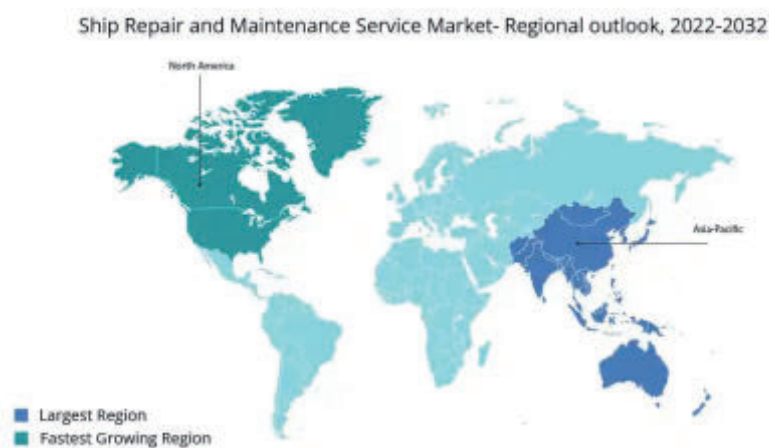 Ship Repair and Maintenance Service Market- Regional outlook, 2022-2032
North America
Asia-Pacific
Largest Region
Fastest Growing Region